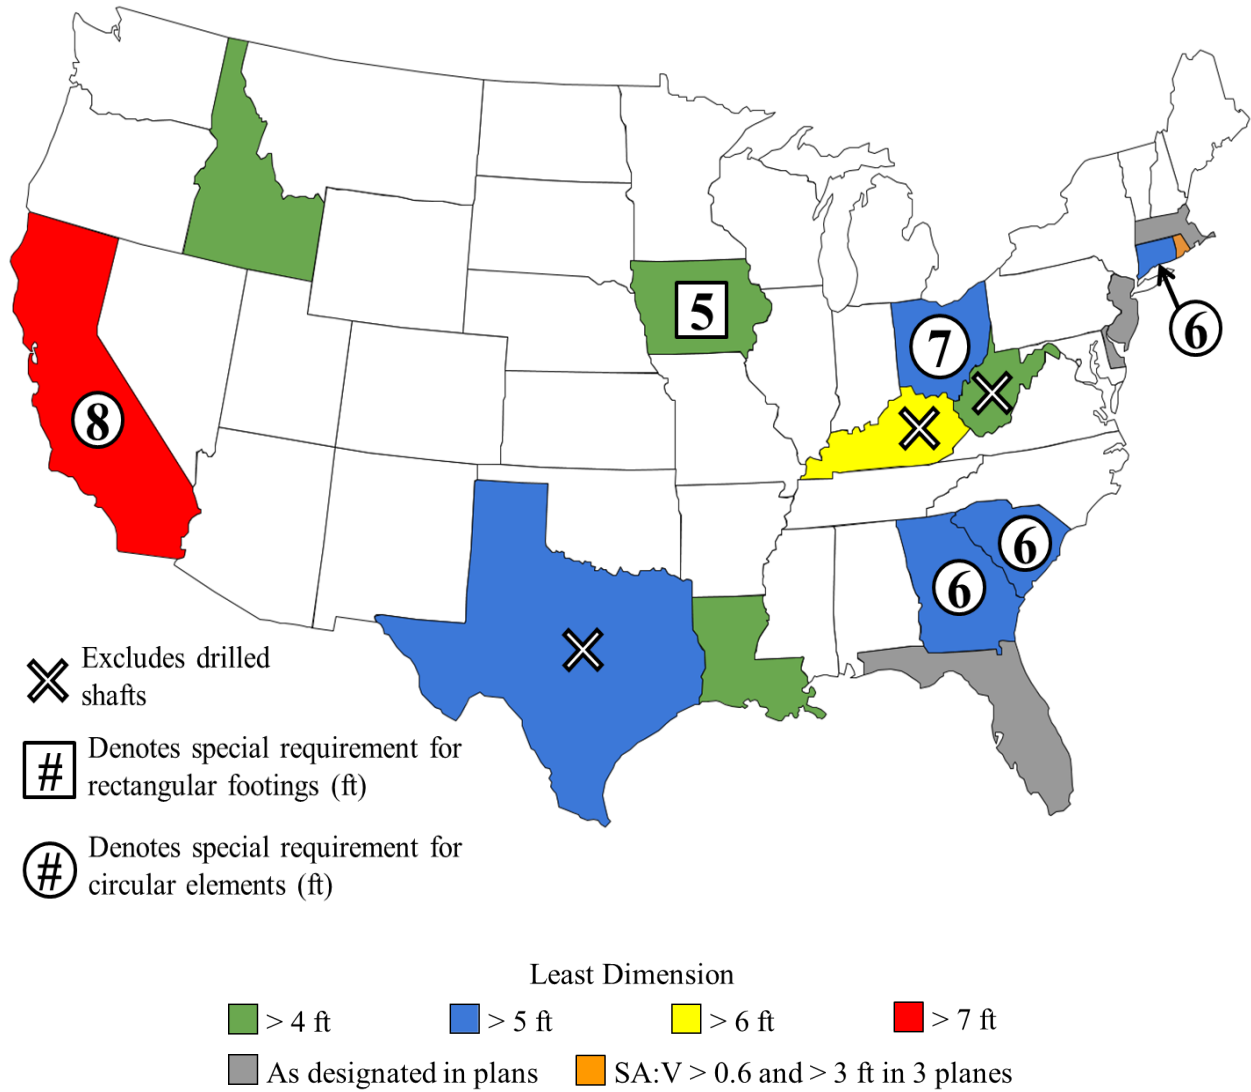 5
7
6
8
6
6
Excludes drilled
shafts
# Denotes special requirement for
rectangular footings (ft)
# Denotes special requirement for
circular elements (ft)
Least Dimension
> 4 ft > 5 ft > 6 ft > 7 ft
As designated in plans SA:V > 0.6 and > 3 ft in 3 planes